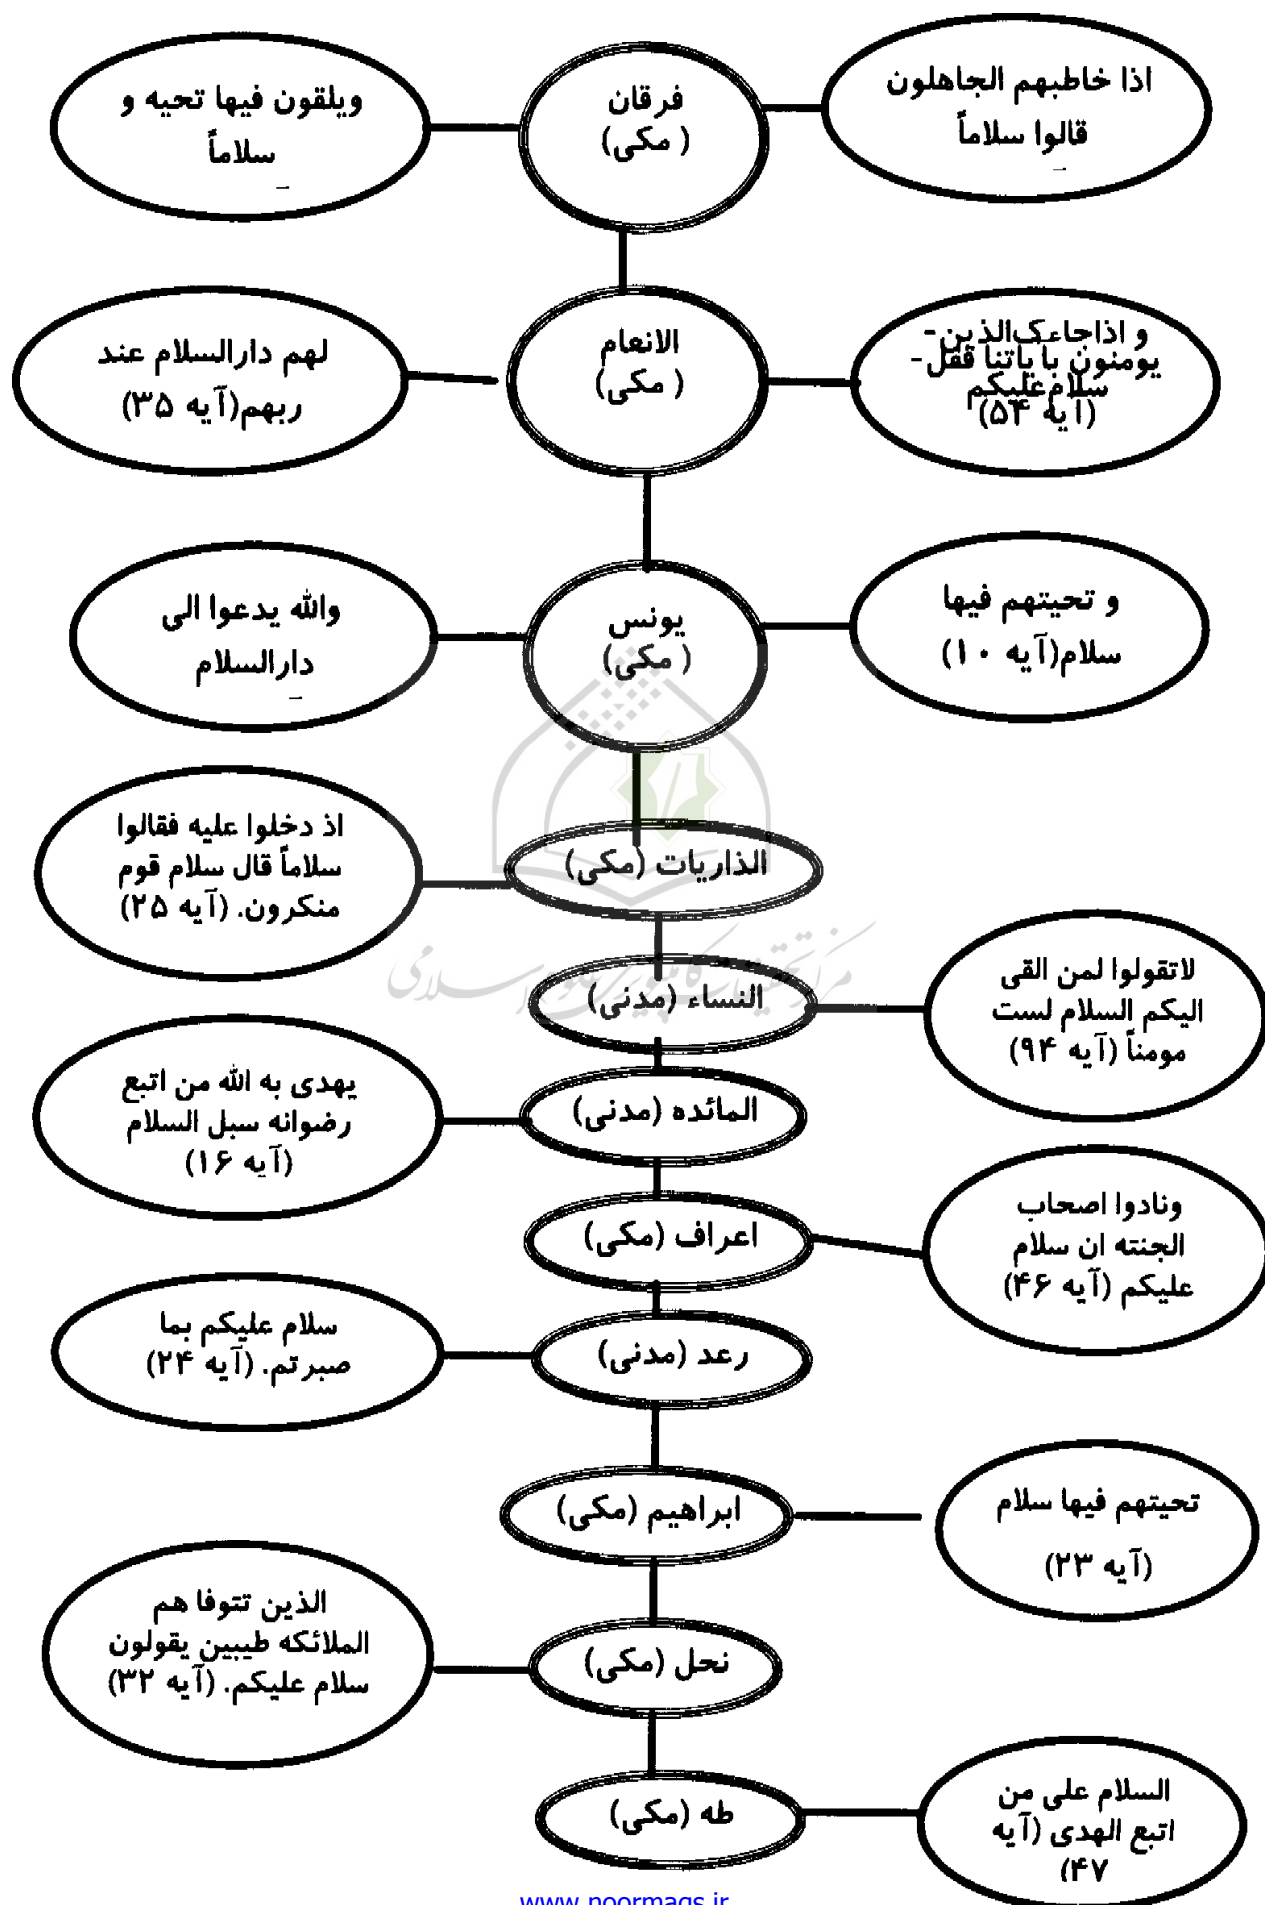 اذا خاطبهم الجاهلون
قالوا سلاماً
فرقان
(مکی)
ویلقون فیها تحیه و
سلاماً
و اذاجاءک‌الذین-
یومنون بآیاتنا فقل-
سلام‌علیکم
(آیه ۵۴)
الانعام
(مکی)
لهم دارالسلام عند
ربهم(آیه ۳۵)
و تحیتهم فیها
سلام(آیه ۱۰)
یونس
(مکی)
والله یدعوا الی
دارالسلام
الذاریات (مکی)
اذ دخلوا علیه فقالوا
سلاماً قال سلام قوم
منکرون. (آیه ۲۵)
النساء (مدنی)
لاتقولوا لمن القی
الیکم السلام لست
مومناً (آیه ۹۴)
المائده (مدنی)
یهدی به الله من اتبع
رضوانه سبل السلام
(آیه ۱۶)
اعراف (مکی)
ونادوا اصحاب
الجنته ان سلام
علیکم (آیه ۴۶)
رعد (مدنی)
سلام علیکم بما
صبرتم. (آیه ۲۴)
ابراهیم (مکی)
تحیتهم فیها سلام
(آیه ۲۳)
نحل (مکی)
الذین تتوفا هم
الملائکه طیبین یقولون
سلام علیکم. (آیه ۳۲)
طه (مکی)
السلام علی من
اتبع الهدی (آیه
۴۷)
مرکز تحقیقات کامپیوتری علوم اسلامی
www.noormags.ir